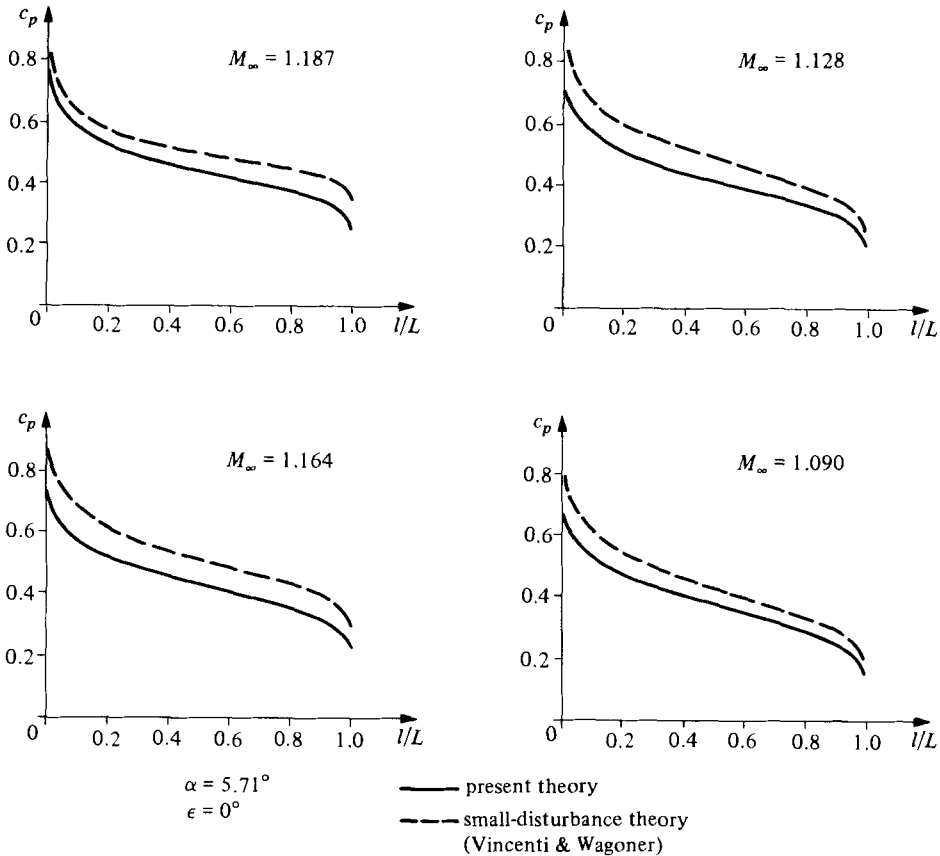 c_p
M_∞ = 1.187
0.8
0.6
0.4
0.2
0
0.2 0.4 0.6 0.8 1.0 l/L
c_p
M_∞ = 1.128
0.8
0.6
0.4
0.2
0
0.2 0.4 0.6 0.8 1.0 l/L
c_p
M_∞ = 1.164
0.8
0.6
0.4
0.2
0
0.2 0.4 0.6 0.8 1.0 l/L
c_p
M_∞ = 1.090
0.8
0.6
0.4
0.2
0
0.2 0.4 0.6 0.8 1.0 l/L
α = 5.71°
ϵ = 0°
present theory
small-disturbance theory
(Vincenti & Wagoner)